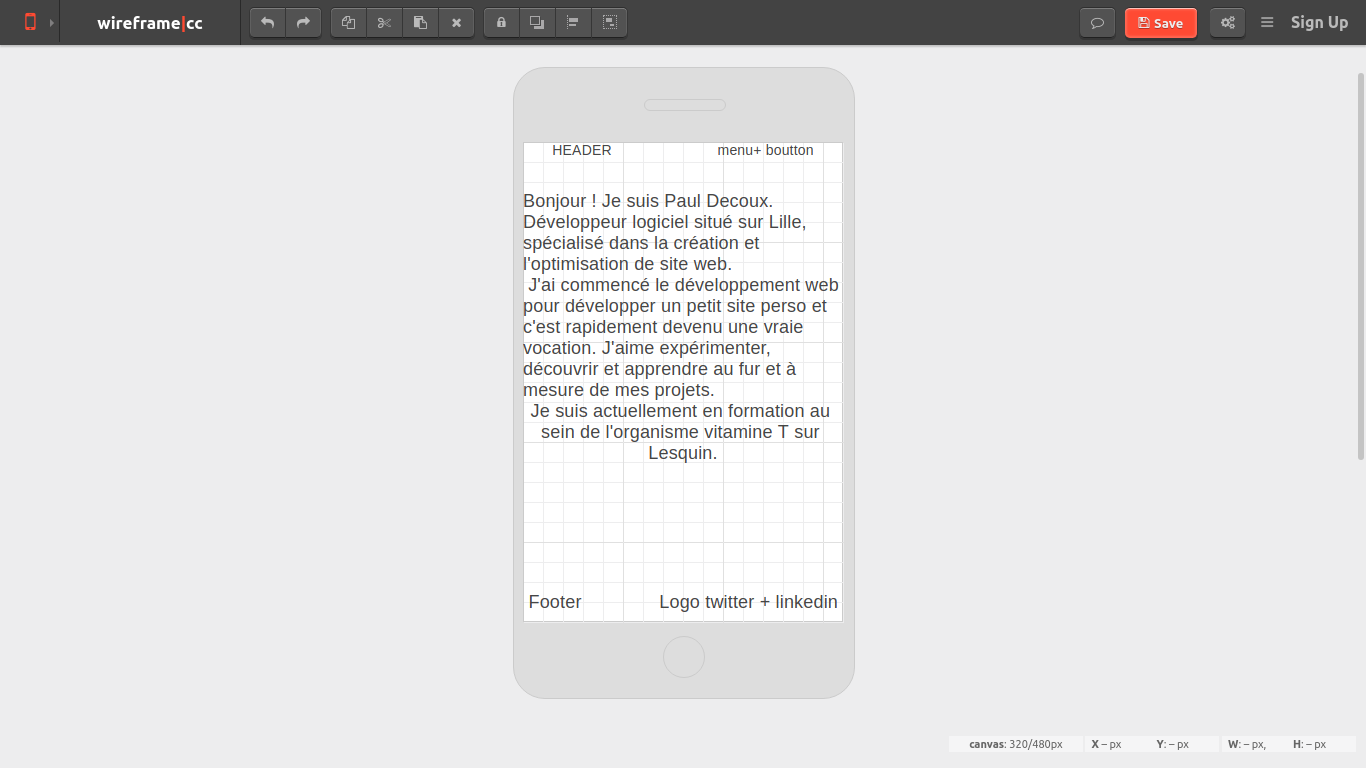 wireframe|cc
Save
Sign Up
HEADER
menu+ boutton
Bonjour ! Je suis Paul Decoux.
Développeur logiciel situé sur Lille,
spécialisé dans la création et
l'optimisation de site web.
J'ai commencé le développement web
pour développer un petit site perso et
c'est rapidement devenu une vraie
vocation. J'aime expérimenter,
découvrir et apprendre au fur et à
mesure de mes projets.
Je suis actuellement en formation au
sein de l'organisme vitamine T sur
Lesquin.
Footer
Logo twitter + linkedin
canvas: 320/480px X – px Y: – px W: – px, H: – px